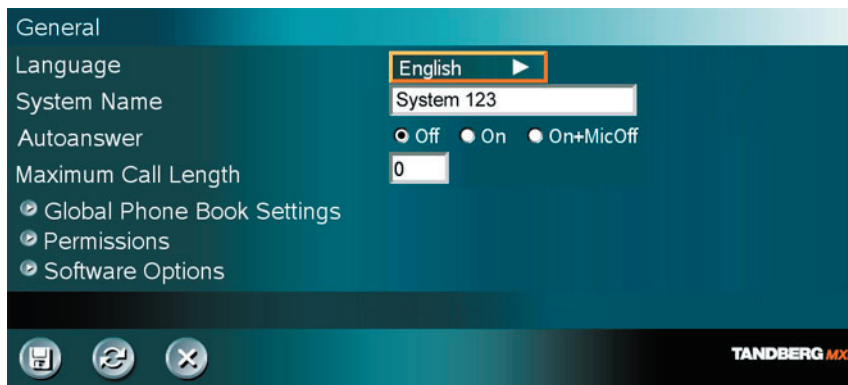 General
Language English
System Name System 123
Autoanswer Off On On+MicOff
Maximum Call Length 0
Global Phone Book Settings
Permissions
Software Options
TANDBERG MX